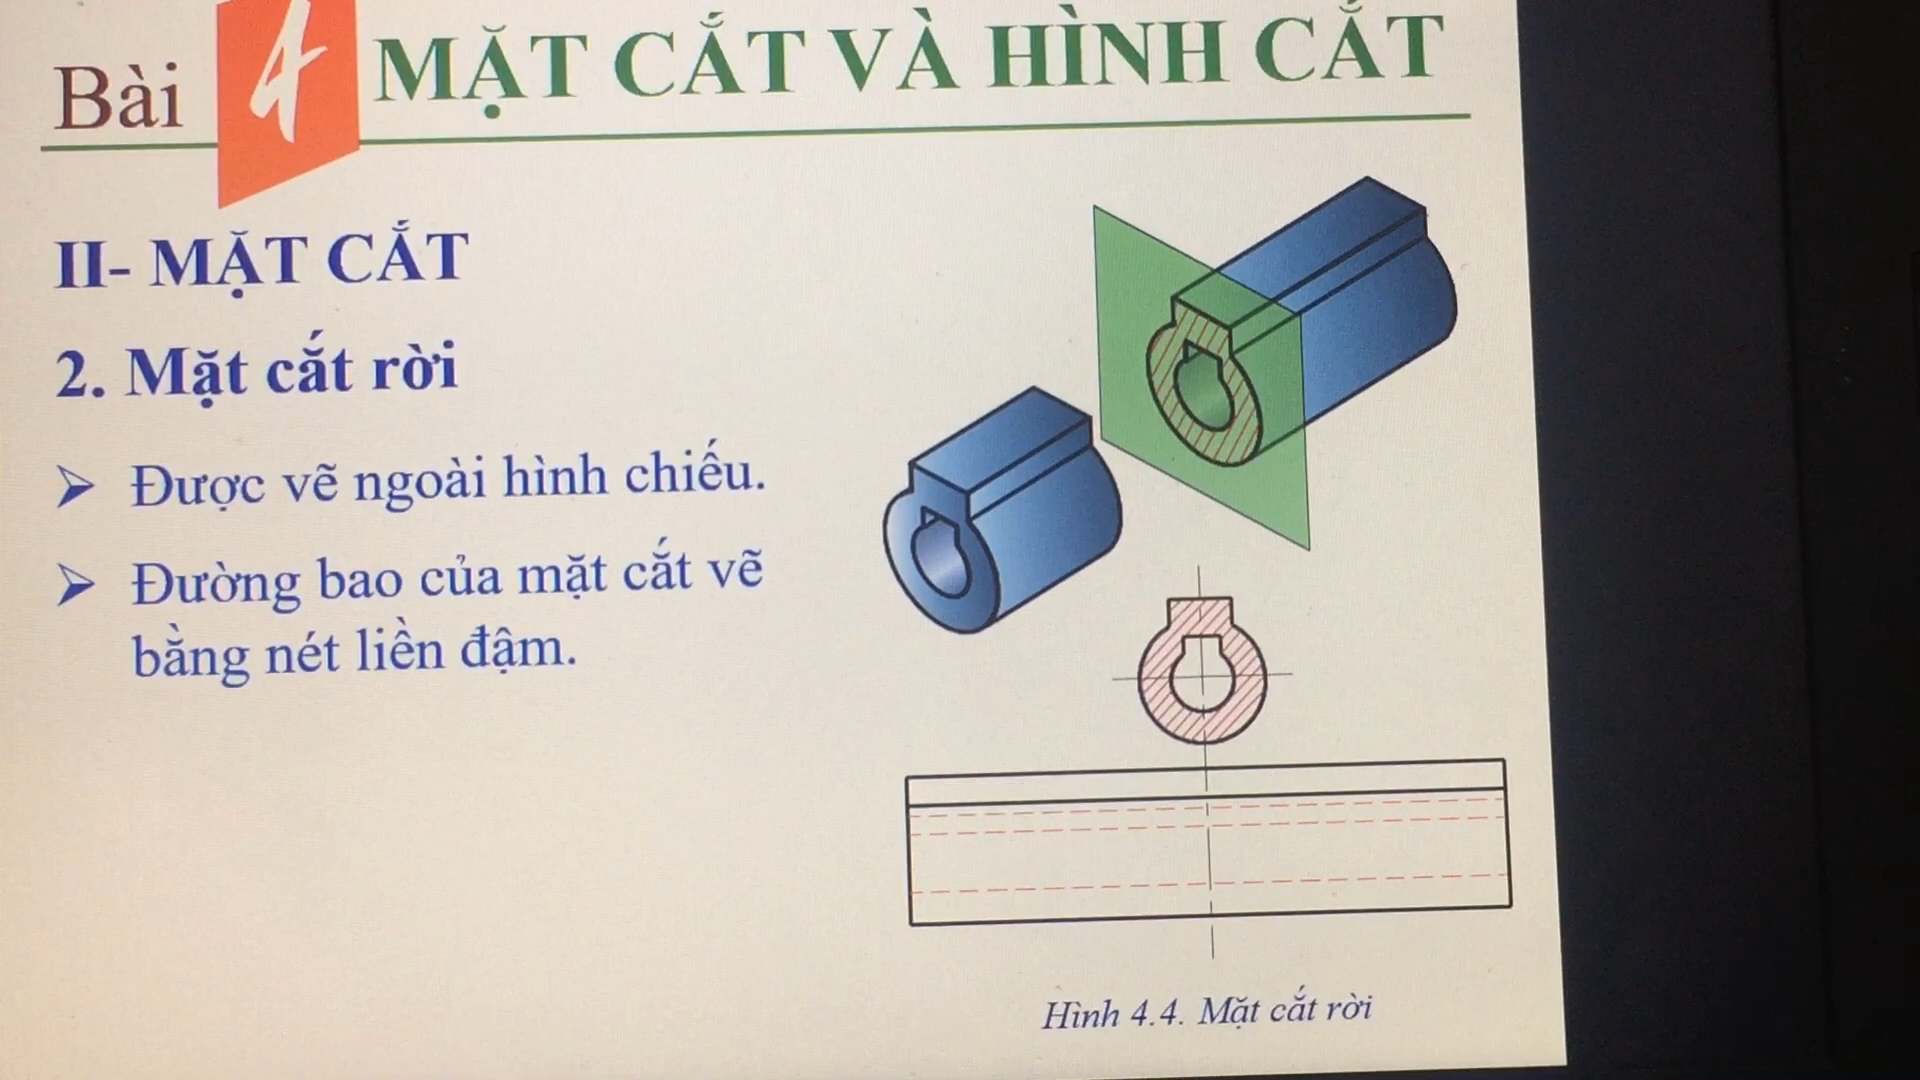 Bài 4 MẶT CẮT VÀ HÌNH CẮT
II- MẶT CẮT
2. Mặt cắt rời
➢ Được vẽ ngoài hình chiếu.
➢ Đường bao của mặt cắt vẽ
bằng nét liền đậm.
Hình 4.4. Mặt cắt rời